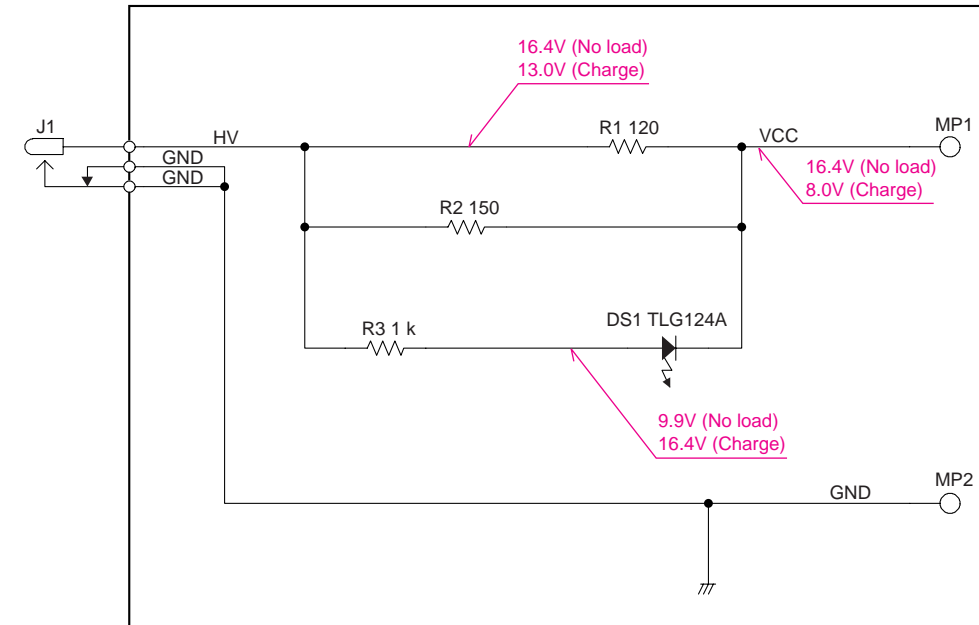 16.4V (No load)
13.0V (Charge)
J1
HV
R1 120
VCC
MP1
GND
GND
16.4V (No load)
8.0V (Charge)
R2 150
R3 1 k
DS1 TLG124A
9.9V (No load)
16.4V (Charge)
GND
MP2